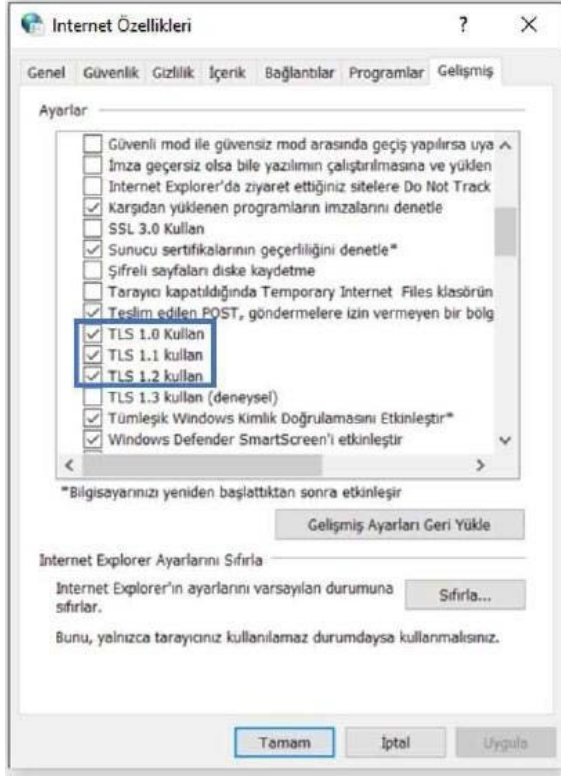 Internet Özellikleri
?
Genel Güvenlik Gizlilik İçerik Bağlantılar Programlar Gelişmiş
Ayarlar
Güvenli mod ile güvensiz mod arasında geçiş yapılırsa uya
İmza geçersiz olsa bile yazılımın çalıştırılmasına ve yüklen
Internet Explorer'da ziyaret ettiğiniz sitelere Do Not Track
Karşıdan yüklenen programların imzalarını denetle
SSL 3.0 Kullan
Sunucu sertifikalarının geçerliliğini denetle*
Şifreli sayfaları diske kaydetme
Tarayıcı kapatıldığında Temporary Internet Files klasörün
Teslim edilen POST, göndermelere izin vermeyen bir bölg
TLS 1.0 Kullan
TLS 1.1 kullan
TLS 1.2 kullan
TLS 1.3 kullan (deneysel)
Tümleşik Windows Kimlik Doğrulamasını Etkinleştir*
Windows Defender SmartScreen'i etkinleştir
*Bilgisayarınızı yeniden başlattıktan sonra etkinleşir
Gelişmiş Ayarları Geri Yükle
Internet Explorer Ayarlarını Sıfırla
Internet Explorer'ın ayarlarını varsayılan durumuna
sıfırlar.
Sıfırla...
Bunu, yalnızca tarayıcınız kullanılamaz durumdaysa kullanmalısınız.
Tamam İptal Uygula